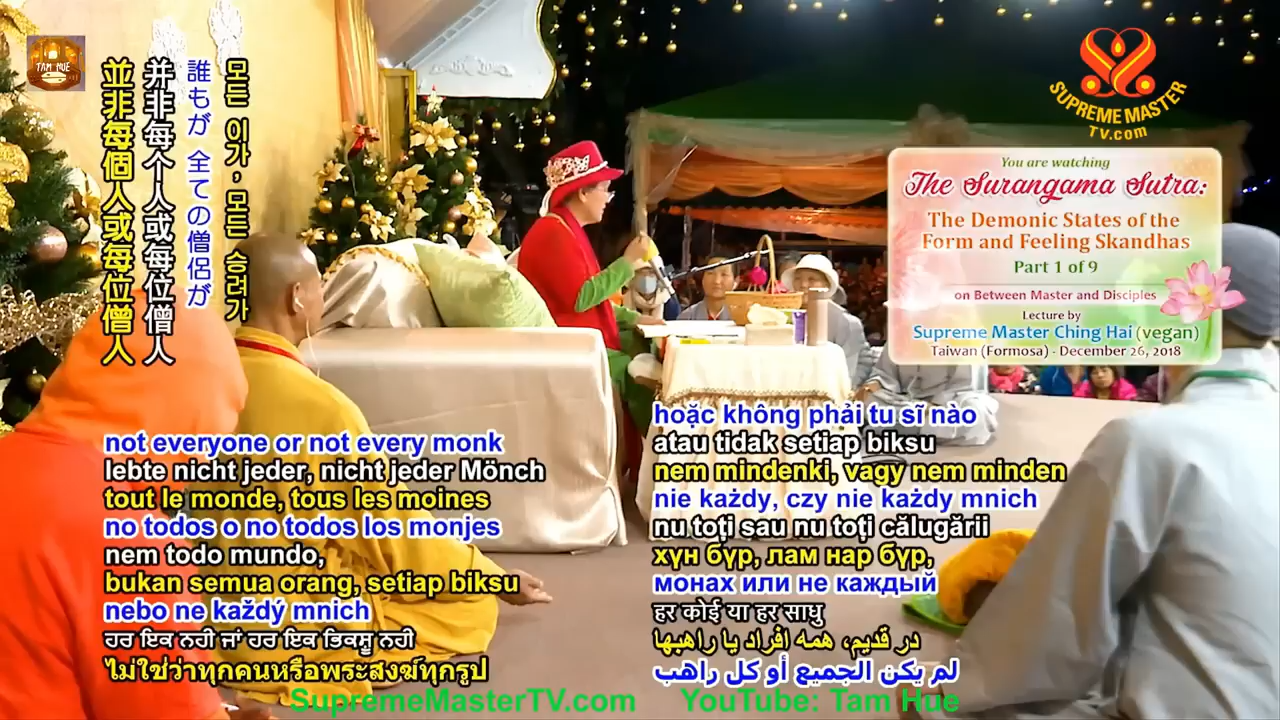 TAM HUE
並非每個人或每位僧人
并非每个人或每位僧人
誰もが 全ての僧侶が
모든 이가, 모든 승려가
SUPREME MASTER
TV.com
You are watching
The Surangama Sutra:
The Demonic States of the
Form and Feeling Skandhas
Part 1 of 9
on Between Master and Disciples
Lecture by
Supreme Master Ching Hai (vegan)
Taiwan (Formosa) - December 26, 2018
not everyone or not every monk
lebte nicht jeder, nicht jeder Mönch
tout le monde, tous les moines
no todos o no todos los monjes
nem todo mundo,
bukan semua orang, setiap biksu
nebo ne každý mnich
ਹਰ ਇਕ ਨਹੀ ਜਾਂ ਹਰ ਇਕ ਭਿਕਸ਼ੂ ਨਹੀ
ไม่ใช่ว่าทุกคนหรือพระสงฆ์ทุกรูป
hoặc không phải tu sĩ nào
atau tidak setiap biksu
nem mindenki, vagy nem minden
nie każdy, czy nie każdy mnich
nu toți sau nu toți călugării
хүн бүр, лам нар бүр,
монах или не каждый
हर कोई या हर साधु
در قدیم، همه افراد یا راهبها
لم يكن الجميع أو كل راهب
SupremeMasterTV.com YouTube: Tam Hue